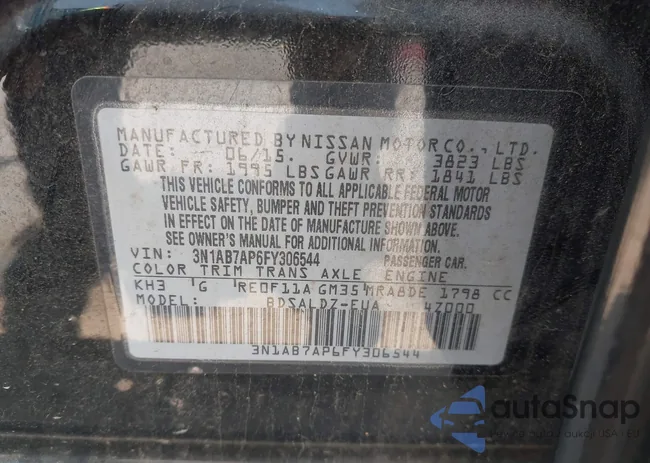 MANUFACTURED BY NISSAN MOTOR CO., LTD.
DATE: 06/15. GVWR 3823 LBS
GAWR FR: 1995 LBS GAWR RR: 1841 LBS
THIS VEHICLE CONFORMS TO ALL APPLICABLE FEDERAL MOTOR
VEHICLE SAFETY, BUMPER AND THEFT PREVENTION STANDARDS
IN EFFECT ON THE DATE OF MANUFACTURE SHOWN ABOVE.
SEE OWNER'S MANUAL FOR ADDITIONAL INFORMATION.
VIN: 3N1AB7AP6FY306544 PASSENGER CAR.
COLOR TRIM TRANS AXLE ENGINE
KH3 G RE0F11A GM35 MRA8DE 1798 CC
MODEL: BDSALDZ-EUA 4Z000
3N1AB7AP6FY306544
autoSnap